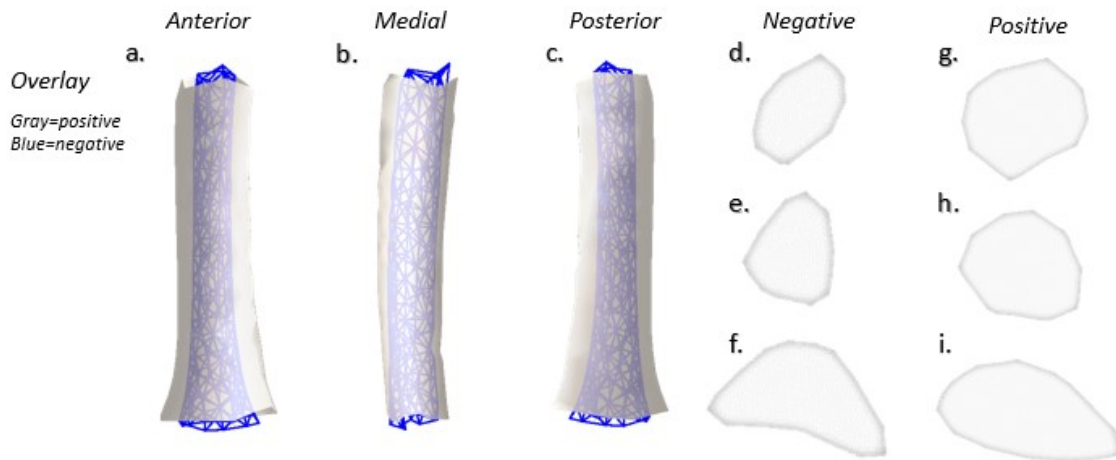 Anterior Medial Posterior Negative Positive
a. b. c. d. g.
Overlay
Gray=positive
Blue=negative
e. h.
f. i.